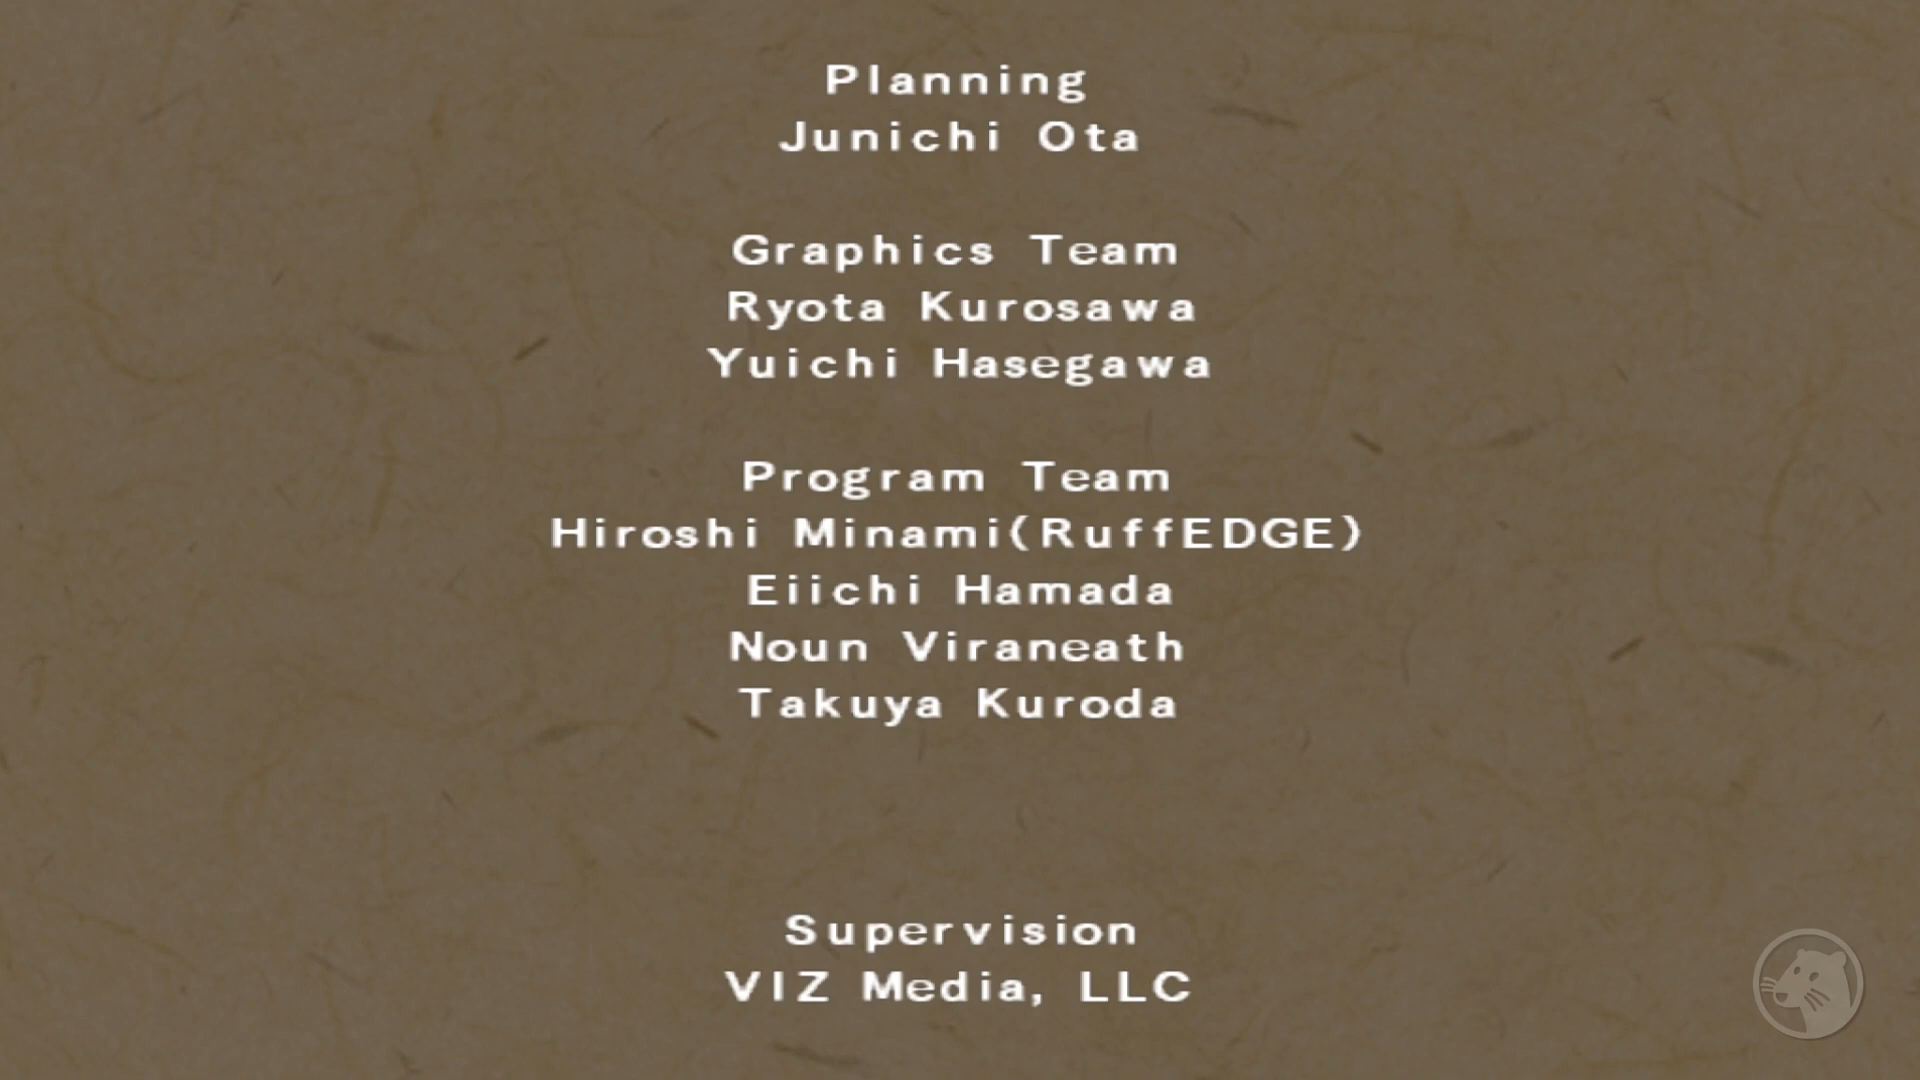 Planning
Junichi Ota
Graphics Team
Ryota Kurosawa
Yuichi Hasegawa
Program Team
Hiroshi Minami(RuffEDGE)
Eiichi Hamada
Noun Viraneath
Takuya Kuroda
Supervision
VIZ Media, LLC